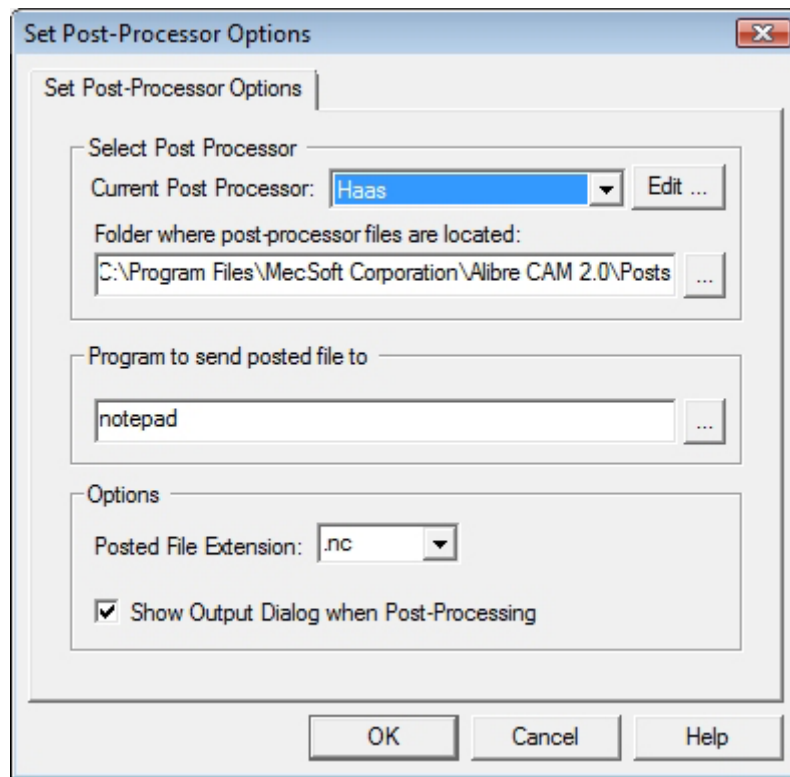 Set Post-Processor Options
Set Post-Processor Options
Select Post Processor
Current Post Processor: Haas Edit ...
Folder where post-processor files are located:
C:\Program Files\MecSoft Corporation\Alibre CAM 2.0\Posts ...
Program to send posted file to
notepad ...
Options
Posted File Extension: .nc
Show Output Dialog when Post-Processing
OK Cancel Help